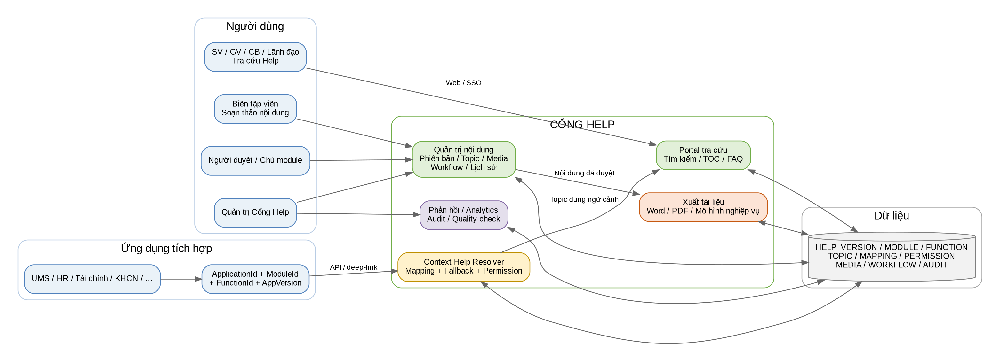 Người dùng
SV / GV / CB / Lãnh đạo
Tra cứu Help
Biên tập viên
Soạn thảo nội dung
Người duyệt / Chủ module
Quản trị Cổng Help
Ứng dụng tích hợp
UMS / HR / Tài chính / KHCN / ...
ApplicationId + ModuleId
+ FunctionId + AppVersion
Web / SSO
API / deep-link
CỔNG HELP
Quản trị nội dung
Phiên bản / Topic / Media
Workflow / Lịch sử
Phản hồi / Analytics
Audit / Quality check
Context Help Resolver
Mapping + Fallback + Permission
Nội dung đã duyệt
Topic đúng ngữ cảnh
Portal tra cứu
Tìm kiếm / TOC / FAQ
Xuất tài liệu
Word / PDF / Mô hình nghiệp vụ
Dữ liệu
HELP_VERSION / MODULE / FUNCTION
TOPIC / MAPPING / PERMISSION
MEDIA / WORKFLOW / AUDIT